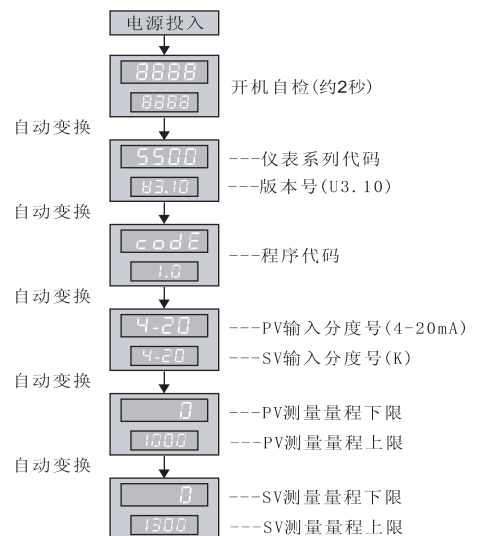 电源投入
8888
开机自检(约2秒)
8888
自动变换
5500
---仪表系列代码
U3.10
---版本号(U3.10)
自动变换
codE
---程序代码
1.0
自动变换
4-20
---PV输入分度号(4-20mA)
4-20
---SV输入分度号(K)
自动变换
0
---PV测量量程下限
1000
---PV测量量程上限
自动变换
0
---SV测量量程下限
1300
---SV测量量程上限